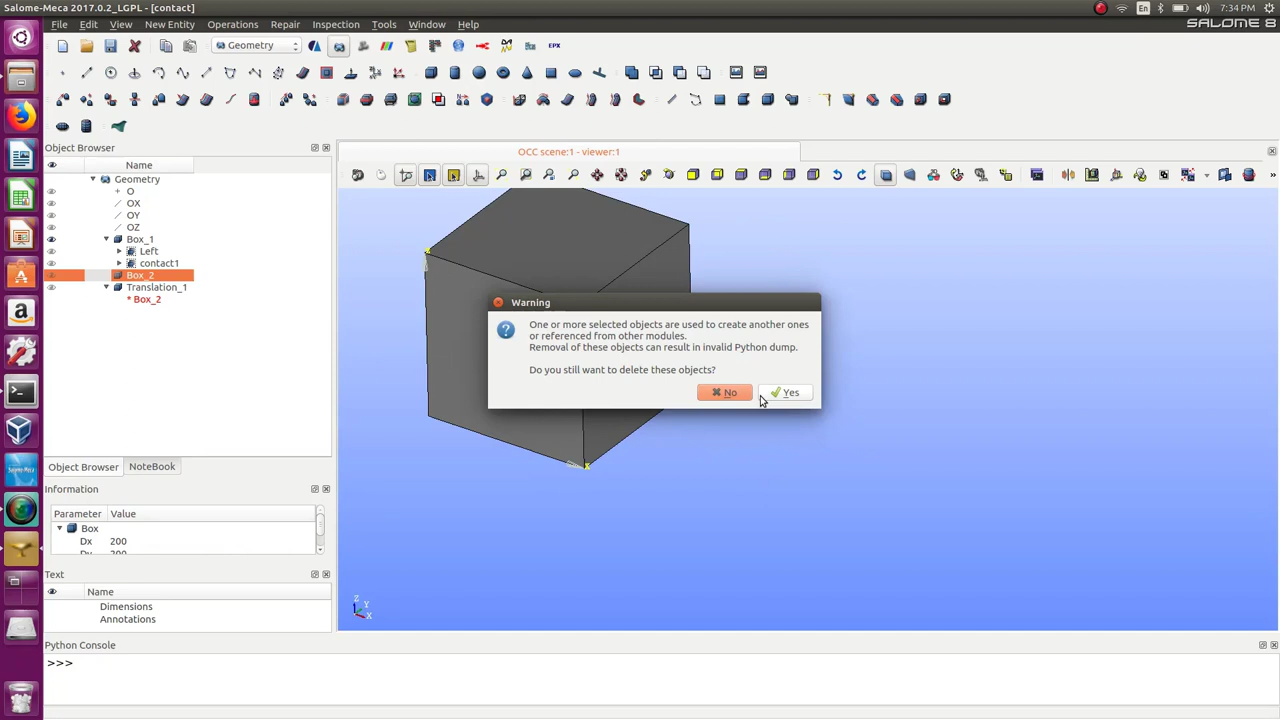 Salome-Meca 2017.0.2_LGPL - [contact]
En
7:34 PM
File Edit View New Entity Operations Repair Inspection Tools Window Help
SALOME 8
Geometry
EPX
Object Browser
OCC scene:1 - viewer:1
Name
Geometry
O
OX
OY
OZ
Box_1
Left
contact1
Box_2
Translation_1
* Box_2
Warning
One or more selected objects are used to create another ones
or referenced from other modules.
Removal of these objects can result in invalid Python dump.
Do you still want to delete these objects?
No Yes
Object Browser NoteBook
Information
Parameter Value
Box
Dx 200
Dy 200
Text
Name
Dimensions
Annotations
Z
Y
X
Python Console
>>>